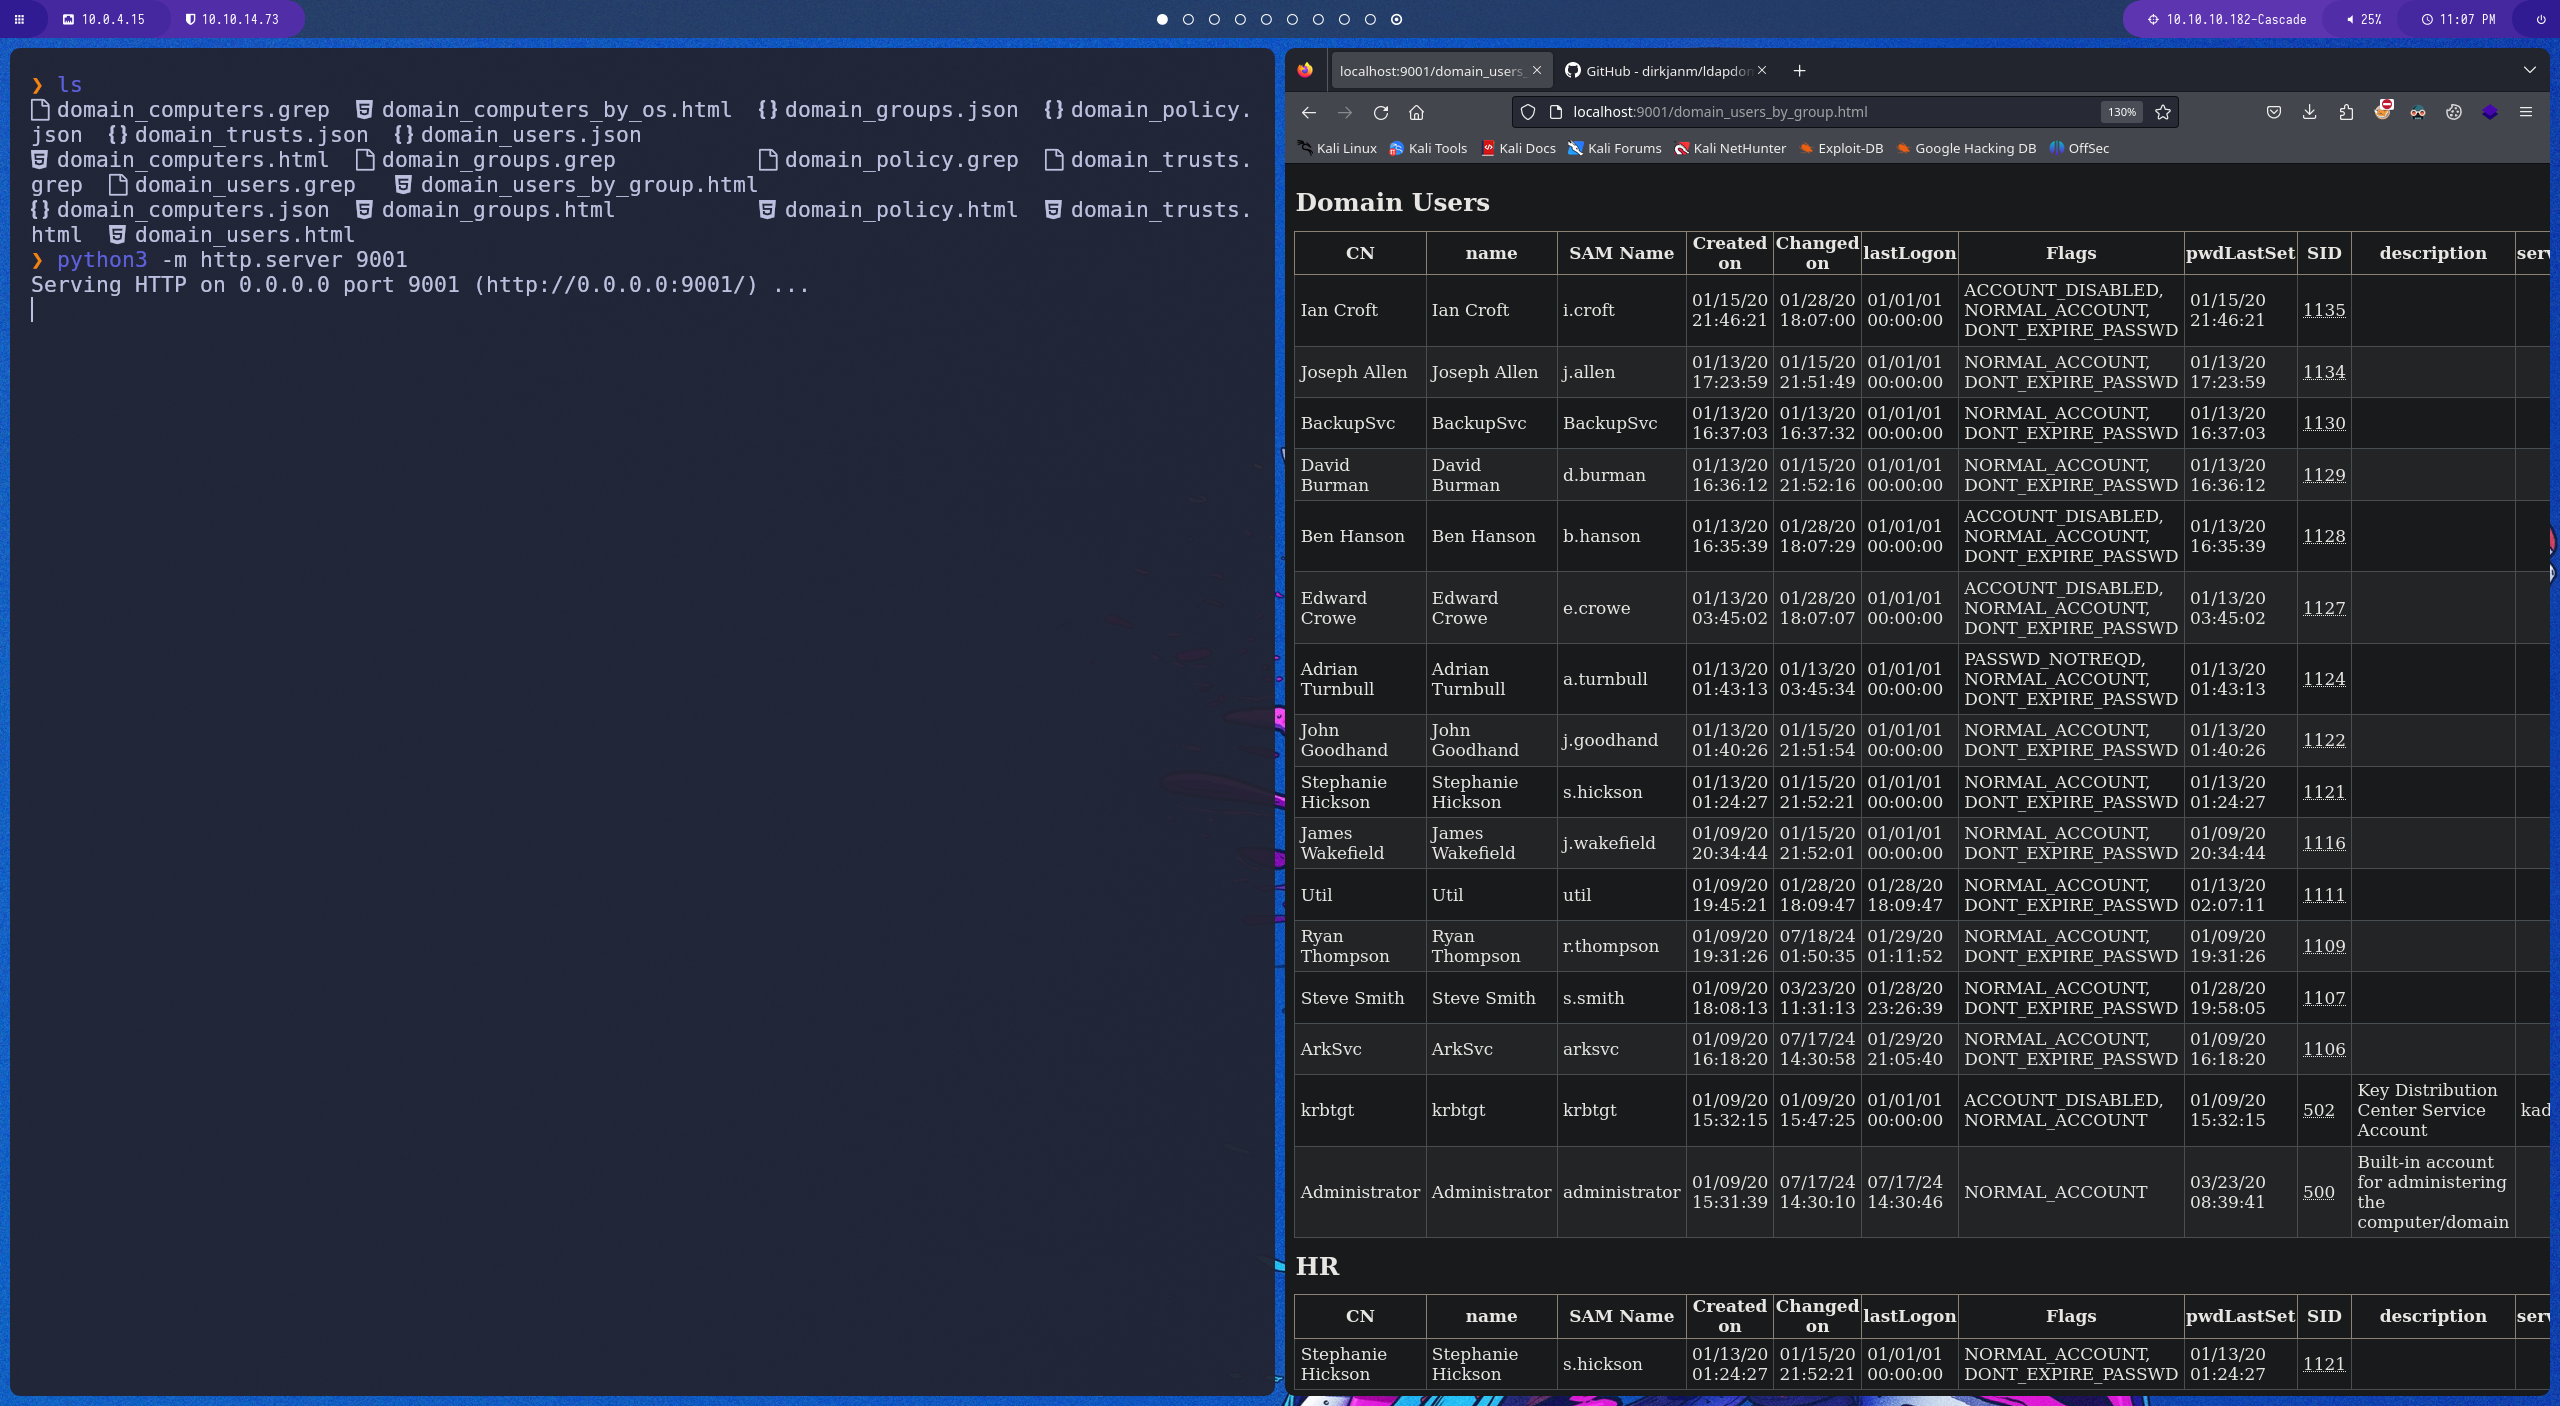 10.0.4.15
10.10.14.73
10.10.10.182-Cascade
25%
11:07 PM
❯ ls
domain_computers.grep domain_computers_by_os.html domain_groups.json domain_policy.
json domain_trusts.json domain_users.json
domain_computers.html domain_groups.grep domain_policy.grep domain_trusts.
grep domain_users.grep domain_users_by_group.html
domain_computers.json domain_groups.html domain_policy.html domain_trusts.
html domain_users.html
❯ python3 -m http.server 9001
Serving HTTP on 0.0.0.0 port 9001 (http://0.0.0.0:9001/) ...
localhost:9001/domain_users_
GitHub - dirkjanm/ldapdom
localhost:9001/domain_users_by_group.html
130%
Kali Linux Kali Tools Kali Docs Kali Forums Kali NetHunter Exploit-DB Google Hacking DB OffSec
Domain Users
CN name SAM Name Created on Changed on lastLogon Flags pwdLastSet SID description serv
Ian Croft Ian Croft i.croft 01/15/20 21:46:21 01/28/20 18:07:00 01/01/01 00:00:00 ACCOUNT_DISABLED, NORMAL_ACCOUNT, DONT_EXPIRE_PASSWD 01/15/20 21:46:21 1135
Joseph Allen Joseph Allen j.allen 01/13/20 17:23:59 01/15/20 21:51:49 01/01/01 00:00:00 NORMAL_ACCOUNT, DONT_EXPIRE_PASSWD 01/13/20 17:23:59 1134
BackupSvc BackupSvc BackupSvc 01/13/20 16:37:03 01/13/20 16:37:32 01/01/01 00:00:00 NORMAL_ACCOUNT, DONT_EXPIRE_PASSWD 01/13/20 16:37:03 1130
David Burman David Burman d.burman 01/13/20 16:36:12 01/15/20 21:52:16 01/01/01 00:00:00 NORMAL_ACCOUNT, DONT_EXPIRE_PASSWD 01/13/20 16:36:12 1129
Ben Hanson Ben Hanson b.hanson 01/13/20 16:35:39 01/28/20 18:07:29 01/01/01 00:00:00 ACCOUNT_DISABLED, NORMAL_ACCOUNT, DONT_EXPIRE_PASSWD 01/13/20 16:35:39 1128
Edward Crowe Edward Crowe e.crowe 01/13/20 03:45:02 01/28/20 18:07:07 01/01/01 00:00:00 ACCOUNT_DISABLED, NORMAL_ACCOUNT, DONT_EXPIRE_PASSWD 01/13/20 03:45:02 1127
Adrian Turnbull Adrian Turnbull a.turnbull 01/13/20 01:43:13 01/13/20 03:45:34 01/01/01 00:00:00 PASSWD_NOTREQD, NORMAL_ACCOUNT, DONT_EXPIRE_PASSWD 01/13/20 01:43:13 1124
John Goodhand John Goodhand j.goodhand 01/13/20 01:40:26 01/15/20 21:51:54 01/01/01 00:00:00 NORMAL_ACCOUNT, DONT_EXPIRE_PASSWD 01/13/20 01:40:26 1122
Stephanie Hickson Stephanie Hickson s.hickson 01/13/20 01:24:27 01/15/20 21:52:21 01/01/01 00:00:00 NORMAL_ACCOUNT, DONT_EXPIRE_PASSWD 01/13/20 01:24:27 1121
James Wakefield James Wakefield j.wakefield 01/09/20 20:34:44 01/15/20 21:52:01 01/01/01 00:00:00 NORMAL_ACCOUNT, DONT_EXPIRE_PASSWD 01/09/20 20:34:44 1116
Util Util util 01/09/20 19:45:21 01/28/20 18:09:47 01/28/20 18:09:47 NORMAL_ACCOUNT, DONT_EXPIRE_PASSWD 01/13/20 02:07:11 1111
Ryan Thompson Ryan Thompson r.thompson 01/09/20 19:31:26 07/18/24 01:50:35 01/29/20 01:11:52 NORMAL_ACCOUNT, DONT_EXPIRE_PASSWD 01/09/20 19:31:26 1109
Steve Smith Steve Smith s.smith 01/09/20 18:08:13 03/23/20 11:31:13 01/28/20 23:26:39 NORMAL_ACCOUNT, DONT_EXPIRE_PASSWD 01/28/20 19:58:05 1107
ArkSvc ArkSvc arksvc 01/09/20 16:18:20 07/17/24 14:30:58 01/29/20 21:05:40 NORMAL_ACCOUNT, DONT_EXPIRE_PASSWD 01/09/20 16:18:20 1106
krbtgt krbtgt krbtgt 01/09/20 15:32:15 01/09/20 15:47:25 01/01/01 00:00:00 ACCOUNT_DISABLED, NORMAL_ACCOUNT 01/09/20 15:32:15 502 Key Distribution Center Service Account kad
Administrator Administrator administrator 01/09/20 15:31:39 07/17/24 14:30:10 07/17/24 14:30:46 NORMAL_ACCOUNT 03/23/20 08:39:41 500 Built-in account for administering the computer/domain
HR
CN name SAM Name Created on Changed on lastLogon Flags pwdLastSet SID description serv
Stephanie Hickson Stephanie Hickson s.hickson 01/13/20 01:24:27 01/15/20 21:52:21 01/01/01 00:00:00 NORMAL_ACCOUNT, DONT_EXPIRE_PASSWD 01/13/20 01:24:27 1121